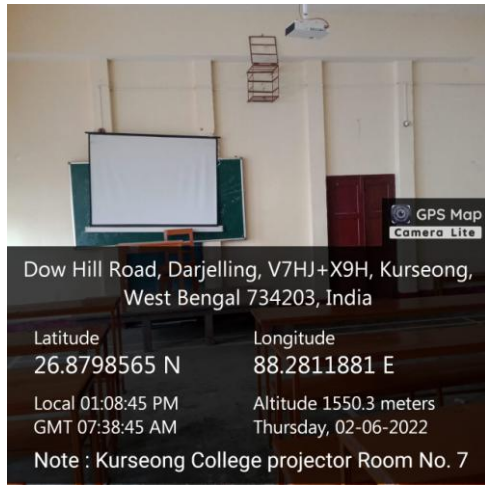 GPS Map
Camera Lite
Dow Hill Road, Darjelling, V7HJ+X9H, Kurseong,
West Bengal 734203, India
Latitude
26.8798565 N
Longitude
88.2811881 E
Local 01:08:45 PM
GMT 07:38:45 AM
Altitude 1550.3 meters
Thursday, 02-06-2022
Note : Kurseong College projector Room No. 7